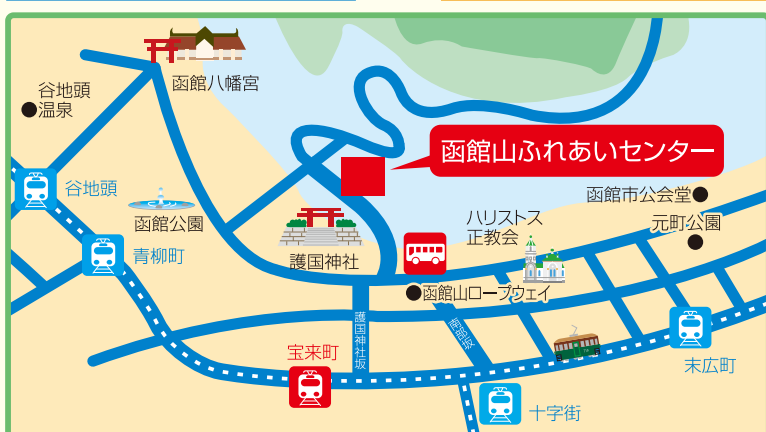 函館八幡宮
谷地頭
温泉
函館山ふれあいセンター
谷地頭
函館市公会堂
函館公園
ハリストス
正教会
元町公園
青柳町
護国神社
函館山ロープウェイ
護国神社坂
南部坂
宝来町
末広町
十字街